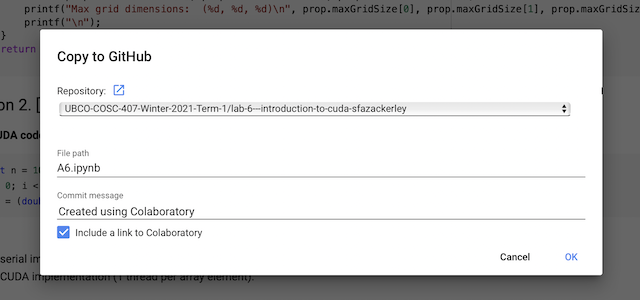 printf("Max grid dimensions: (%d, %d, %d)\n", prop.maxGridSize[0], prop.maxGridSize[1], prop.maxGridSiz
printf("\n");
}
return
Copy to GitHub
Repository:
UBCO-COSC-407-Winter-2021-Term-1/lab-6---introduction-to-cuda-sfazackerley
on 2. [
UDA cod
File path
t n = 10
A6.ipynb
0; i <
= (dou
Commit message
Created using Colaboratory
Include a link to Colaboratory
serial im
Cancel
OK
CUDA implementation (1 thread per array element).